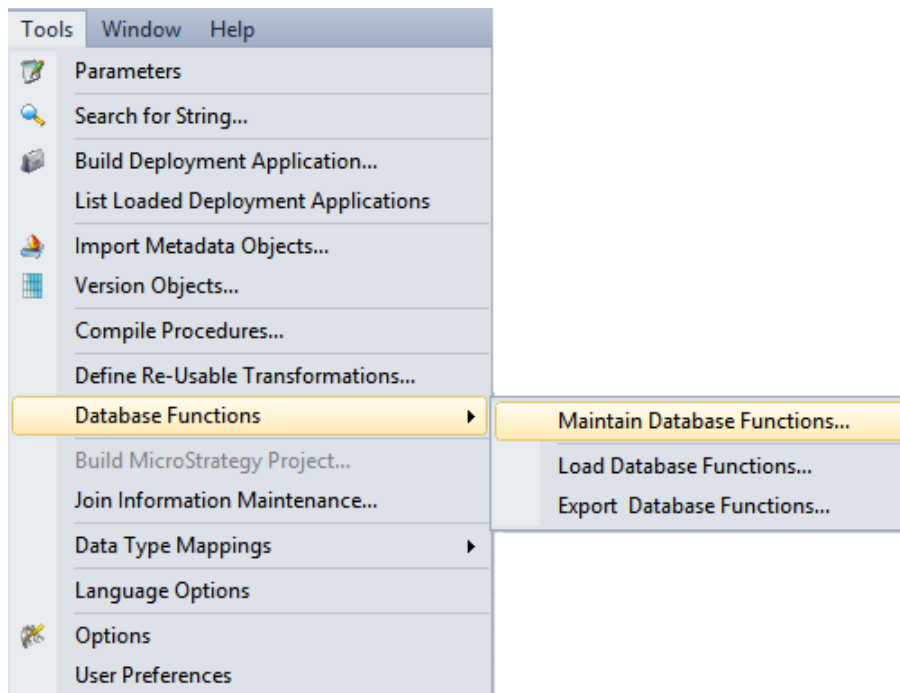 Tools Window Help
Parameters
Search for String...
Build Deployment Application...
List Loaded Deployment Applications
Import Metadata Objects...
Version Objects...
Compile Procedures...
Define Re-Usable Transformations...
Database Functions
Maintain Database Functions...
Load Database Functions...
Export Database Functions...
Build MicroStrategy Project...
Join Information Maintenance...
Data Type Mappings
Language Options
Options
User Preferences